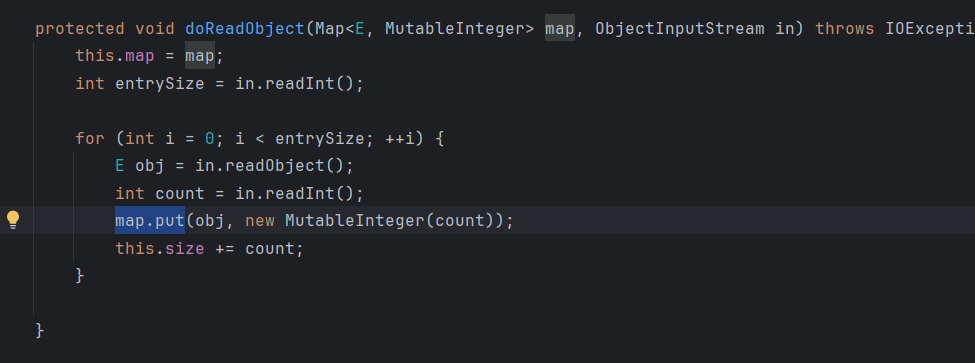 protected void doReadObject(Map<E, MutableInteger> map, ObjectInputStream in) throws IOExcepti
this.map = map;
int entrySize = in.readInt();
for (int i = 0; i < entrySize; ++i) {
E obj = in.readObject();
int count = in.readInt();
map.put(obj, new MutableInteger(count));
this.size += count;
}
}